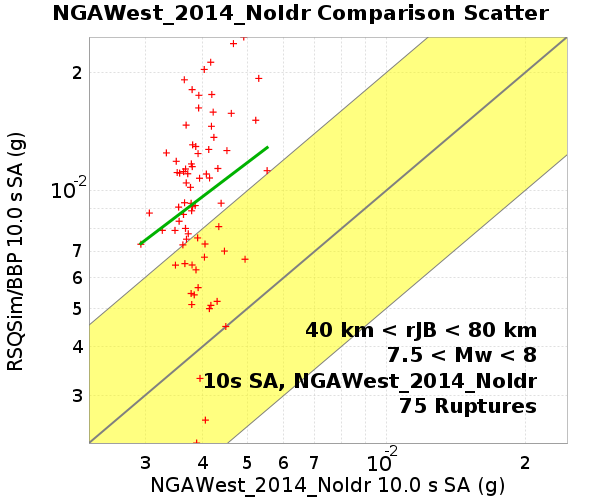 NGAWest_2014_NoIdr Comparison Scatter
RSQSim/BBP 10.0 s SA (g)
2
10-2
7
6
5
4
3
40 km < rJB < 80 km
7.5 < Mw < 8
10s SA, NGAWest_2014_NoIdr
75 Ruptures
3 4 5 6 7 10-2 2
NGAWest_2014_NoIdr 10.0 s SA (g)